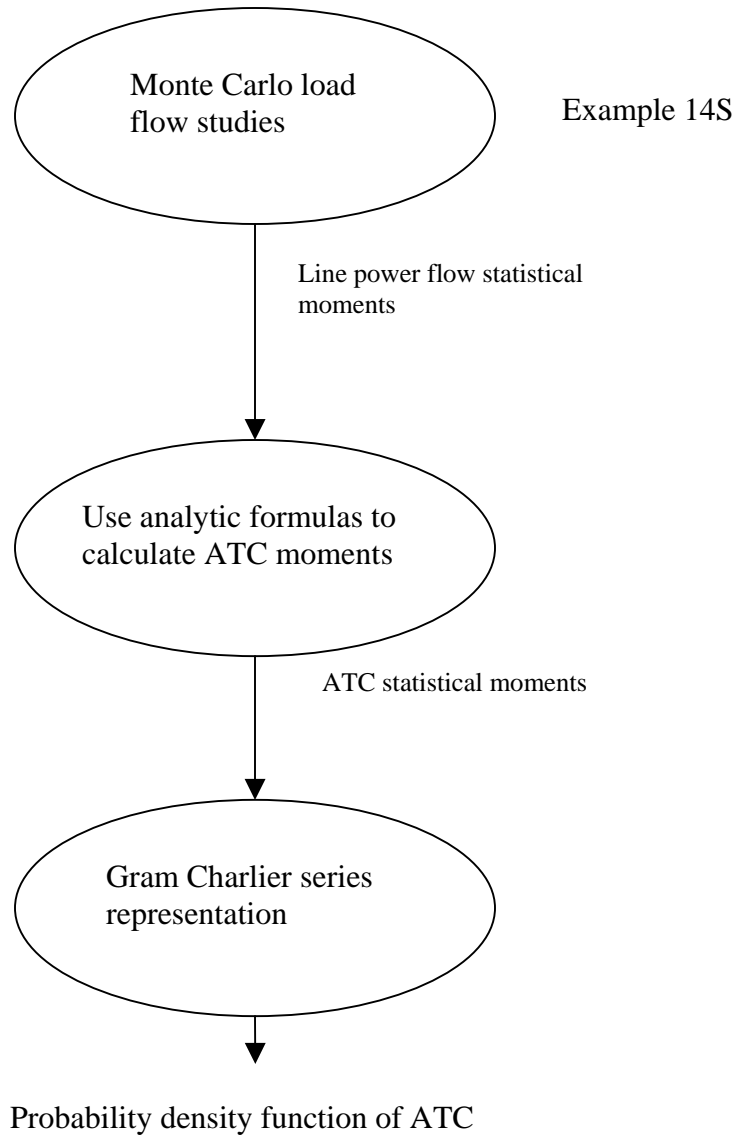 Monte Carlo load
flow studies
Example 14S
Line power flow statistical
moments
Use analytic formulas to
calculate ATC moments
ATC statistical moments
Gram Charlier series
representation
Probability density function of ATC